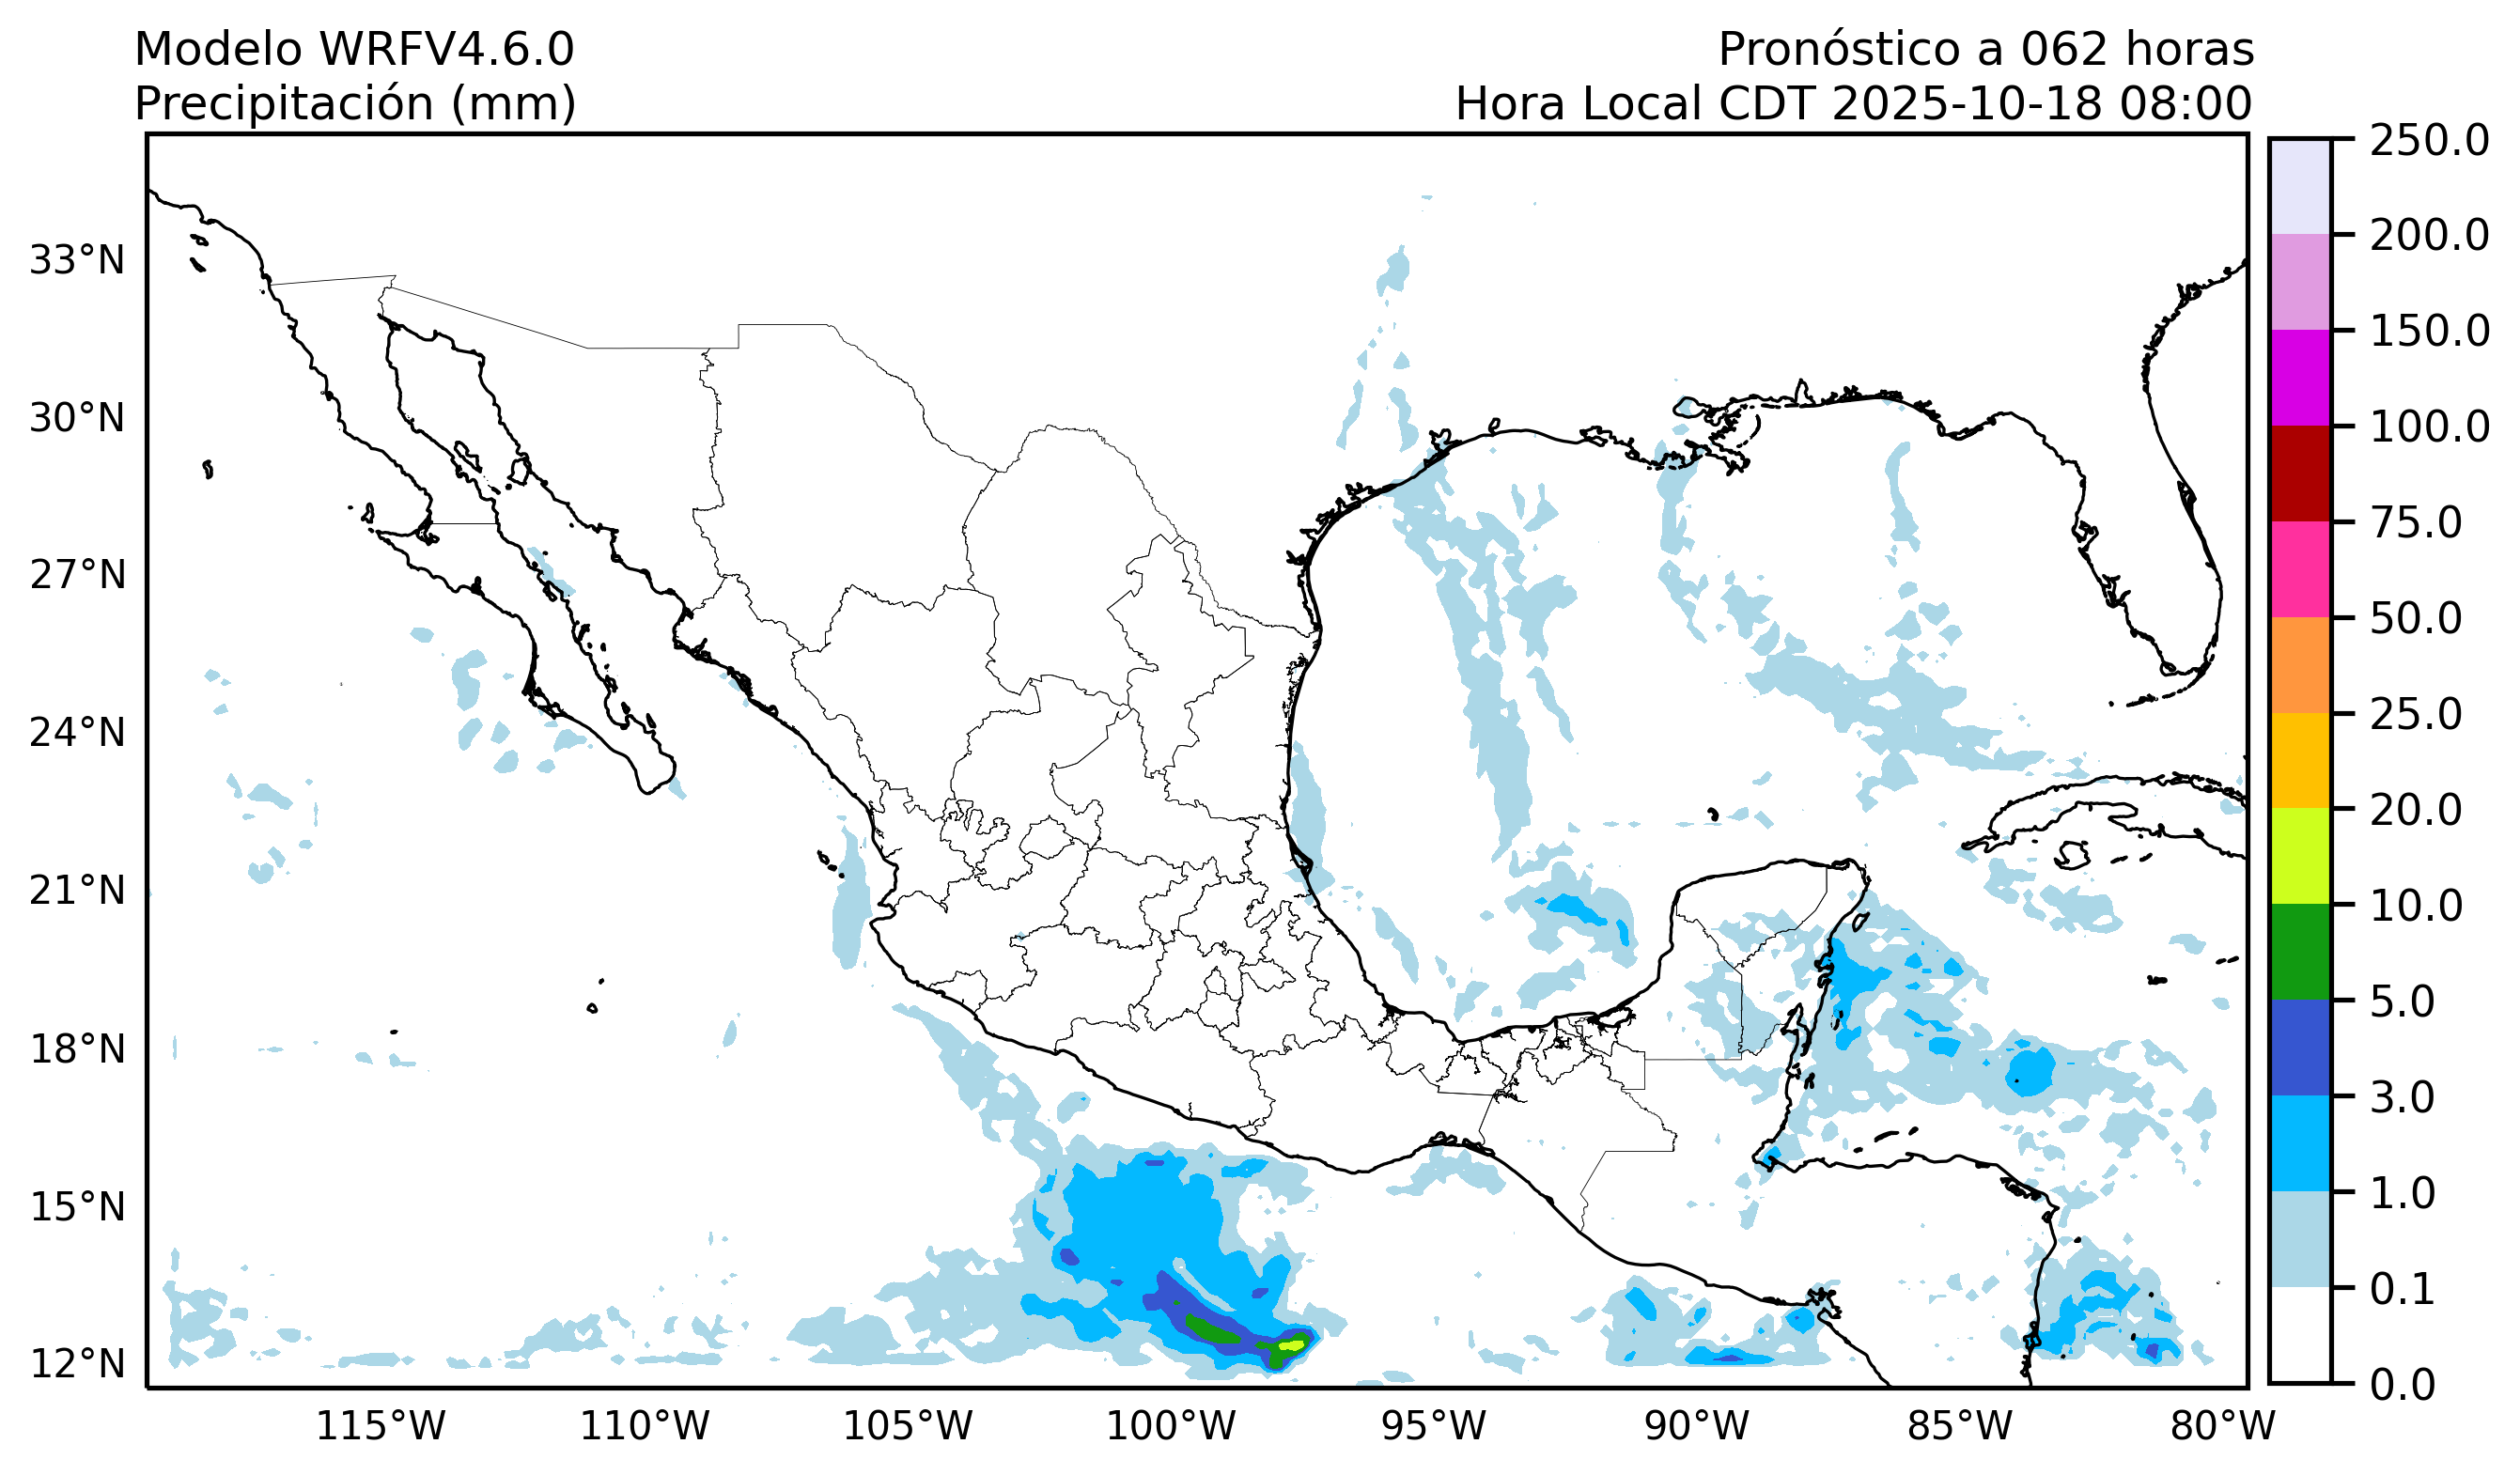 Modelo WRFV4.6.0
Precipitación (mm)
Pronóstico a 062 horas
Hora Local CDT 2025-10-18 08:00
33°N
30°N
27°N
24°N
21°N
18°N
15°N
12°N
115°W
110°W
105°W
100°W
95°W
90°W
85°W
80°W
250.0
200.0
150.0
100.0
75.0
50.0
25.0
20.0
10.0
5.0
3.0
1.0
0.1
0.0